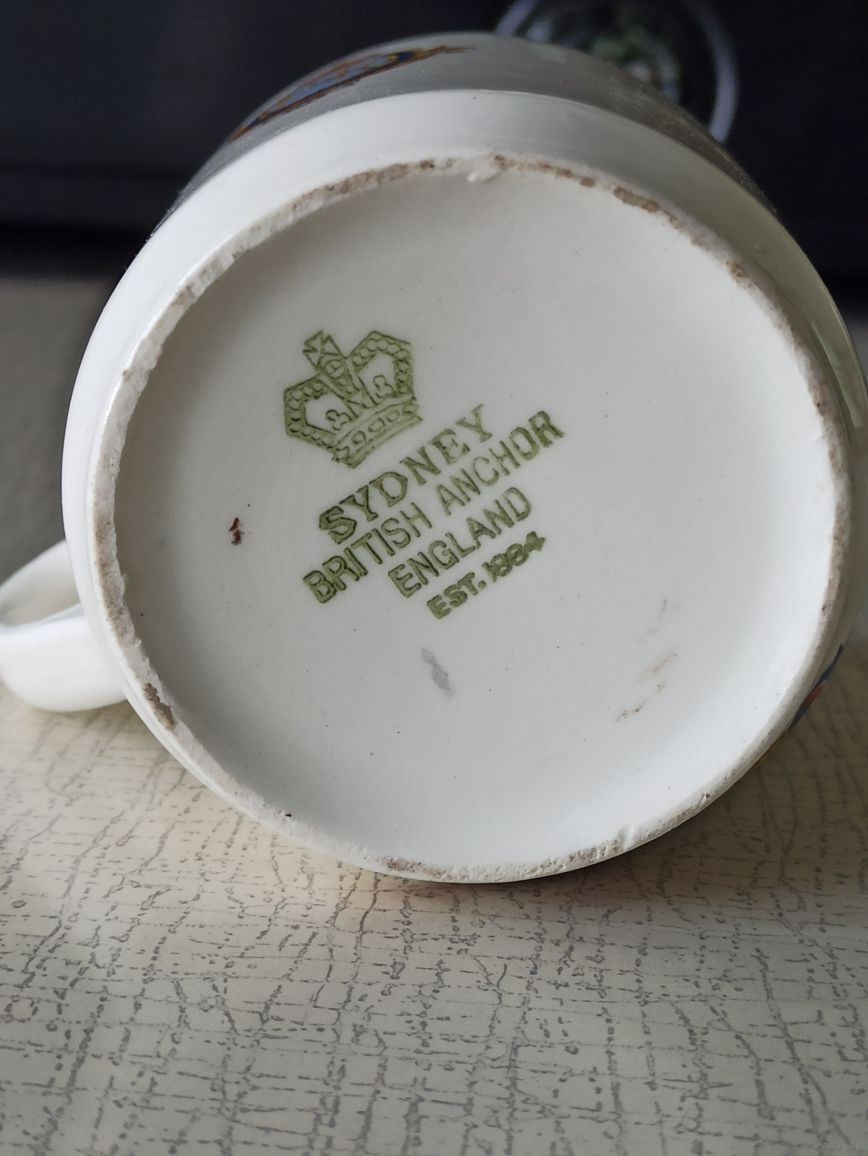 SYDNEY
BRITISH ANCHOR
ENGLAND
EST. 1884